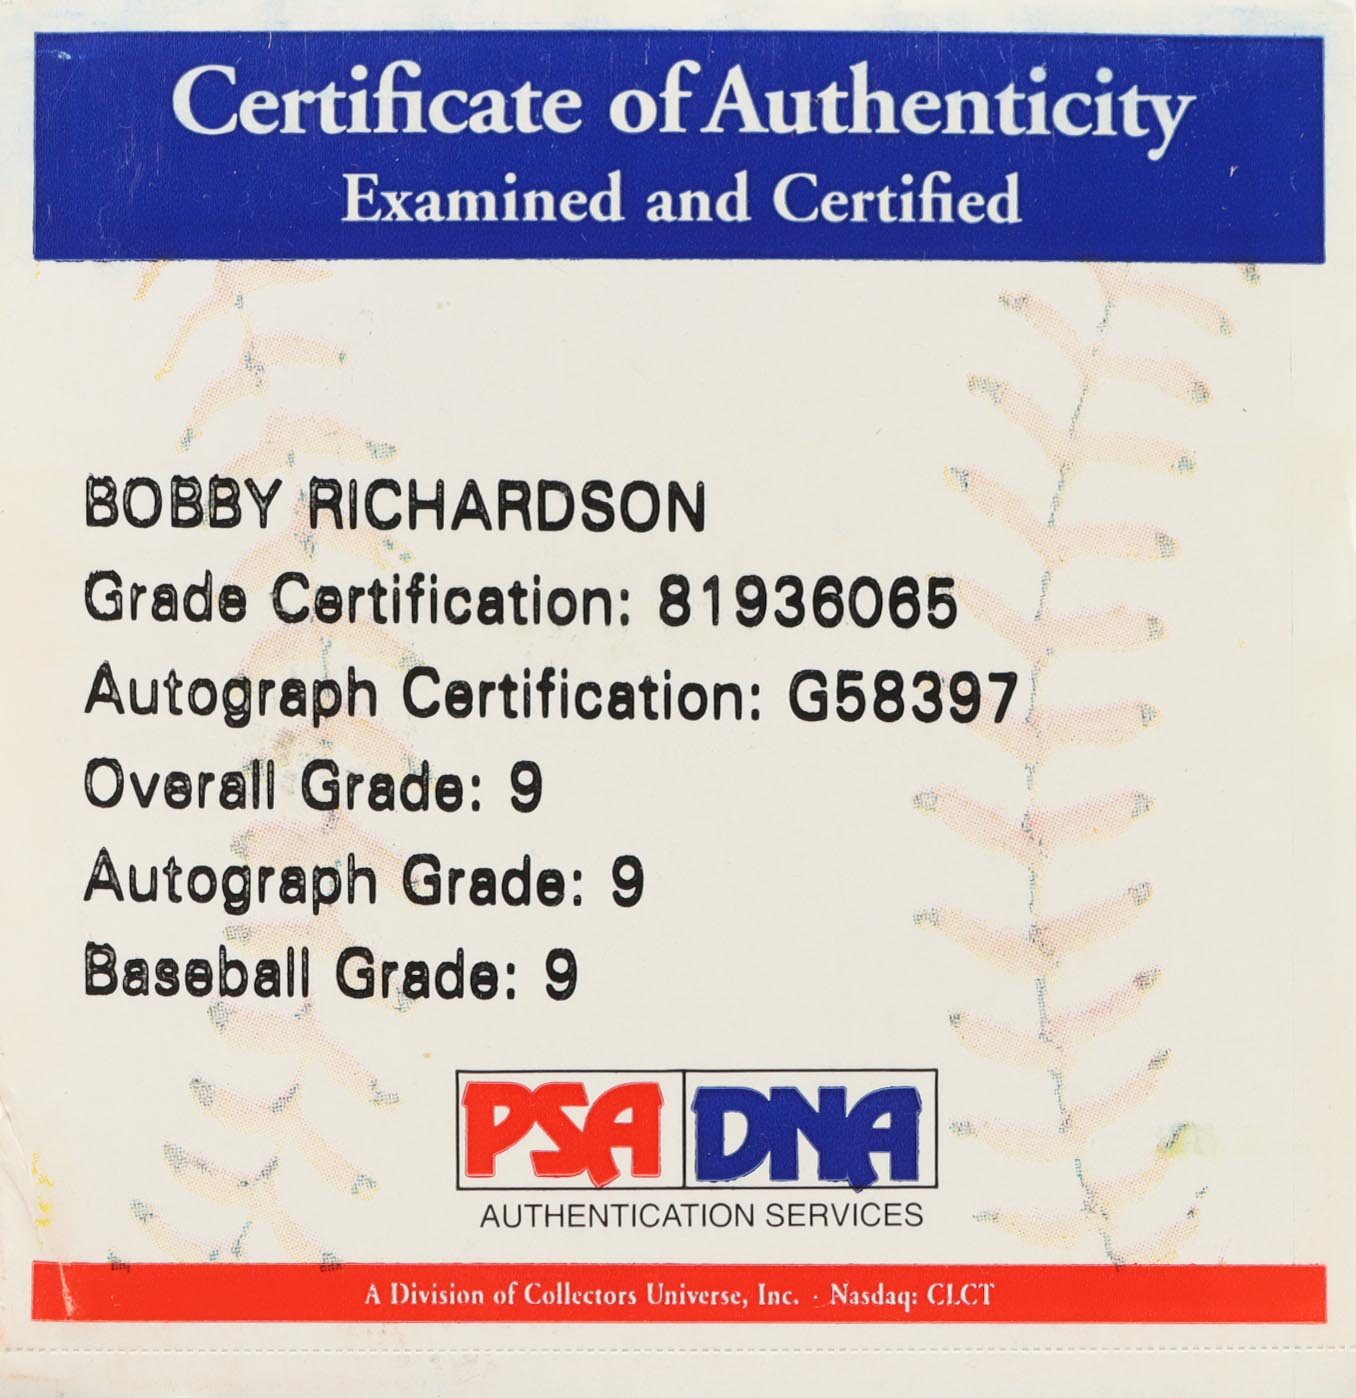 Certificate of Authenticity
Examined and Certified
BOBBY RICHARDSON
Grade Certification: 81936065
Autograph Certification: G58397
Overall Grade: 9
Autograph Grade: 9
Baseball Grade: 9
PSA DNA
AUTHENTICATION SERVICES
A Division of Collectors Universe, Inc. · Nasdaq: CLCT